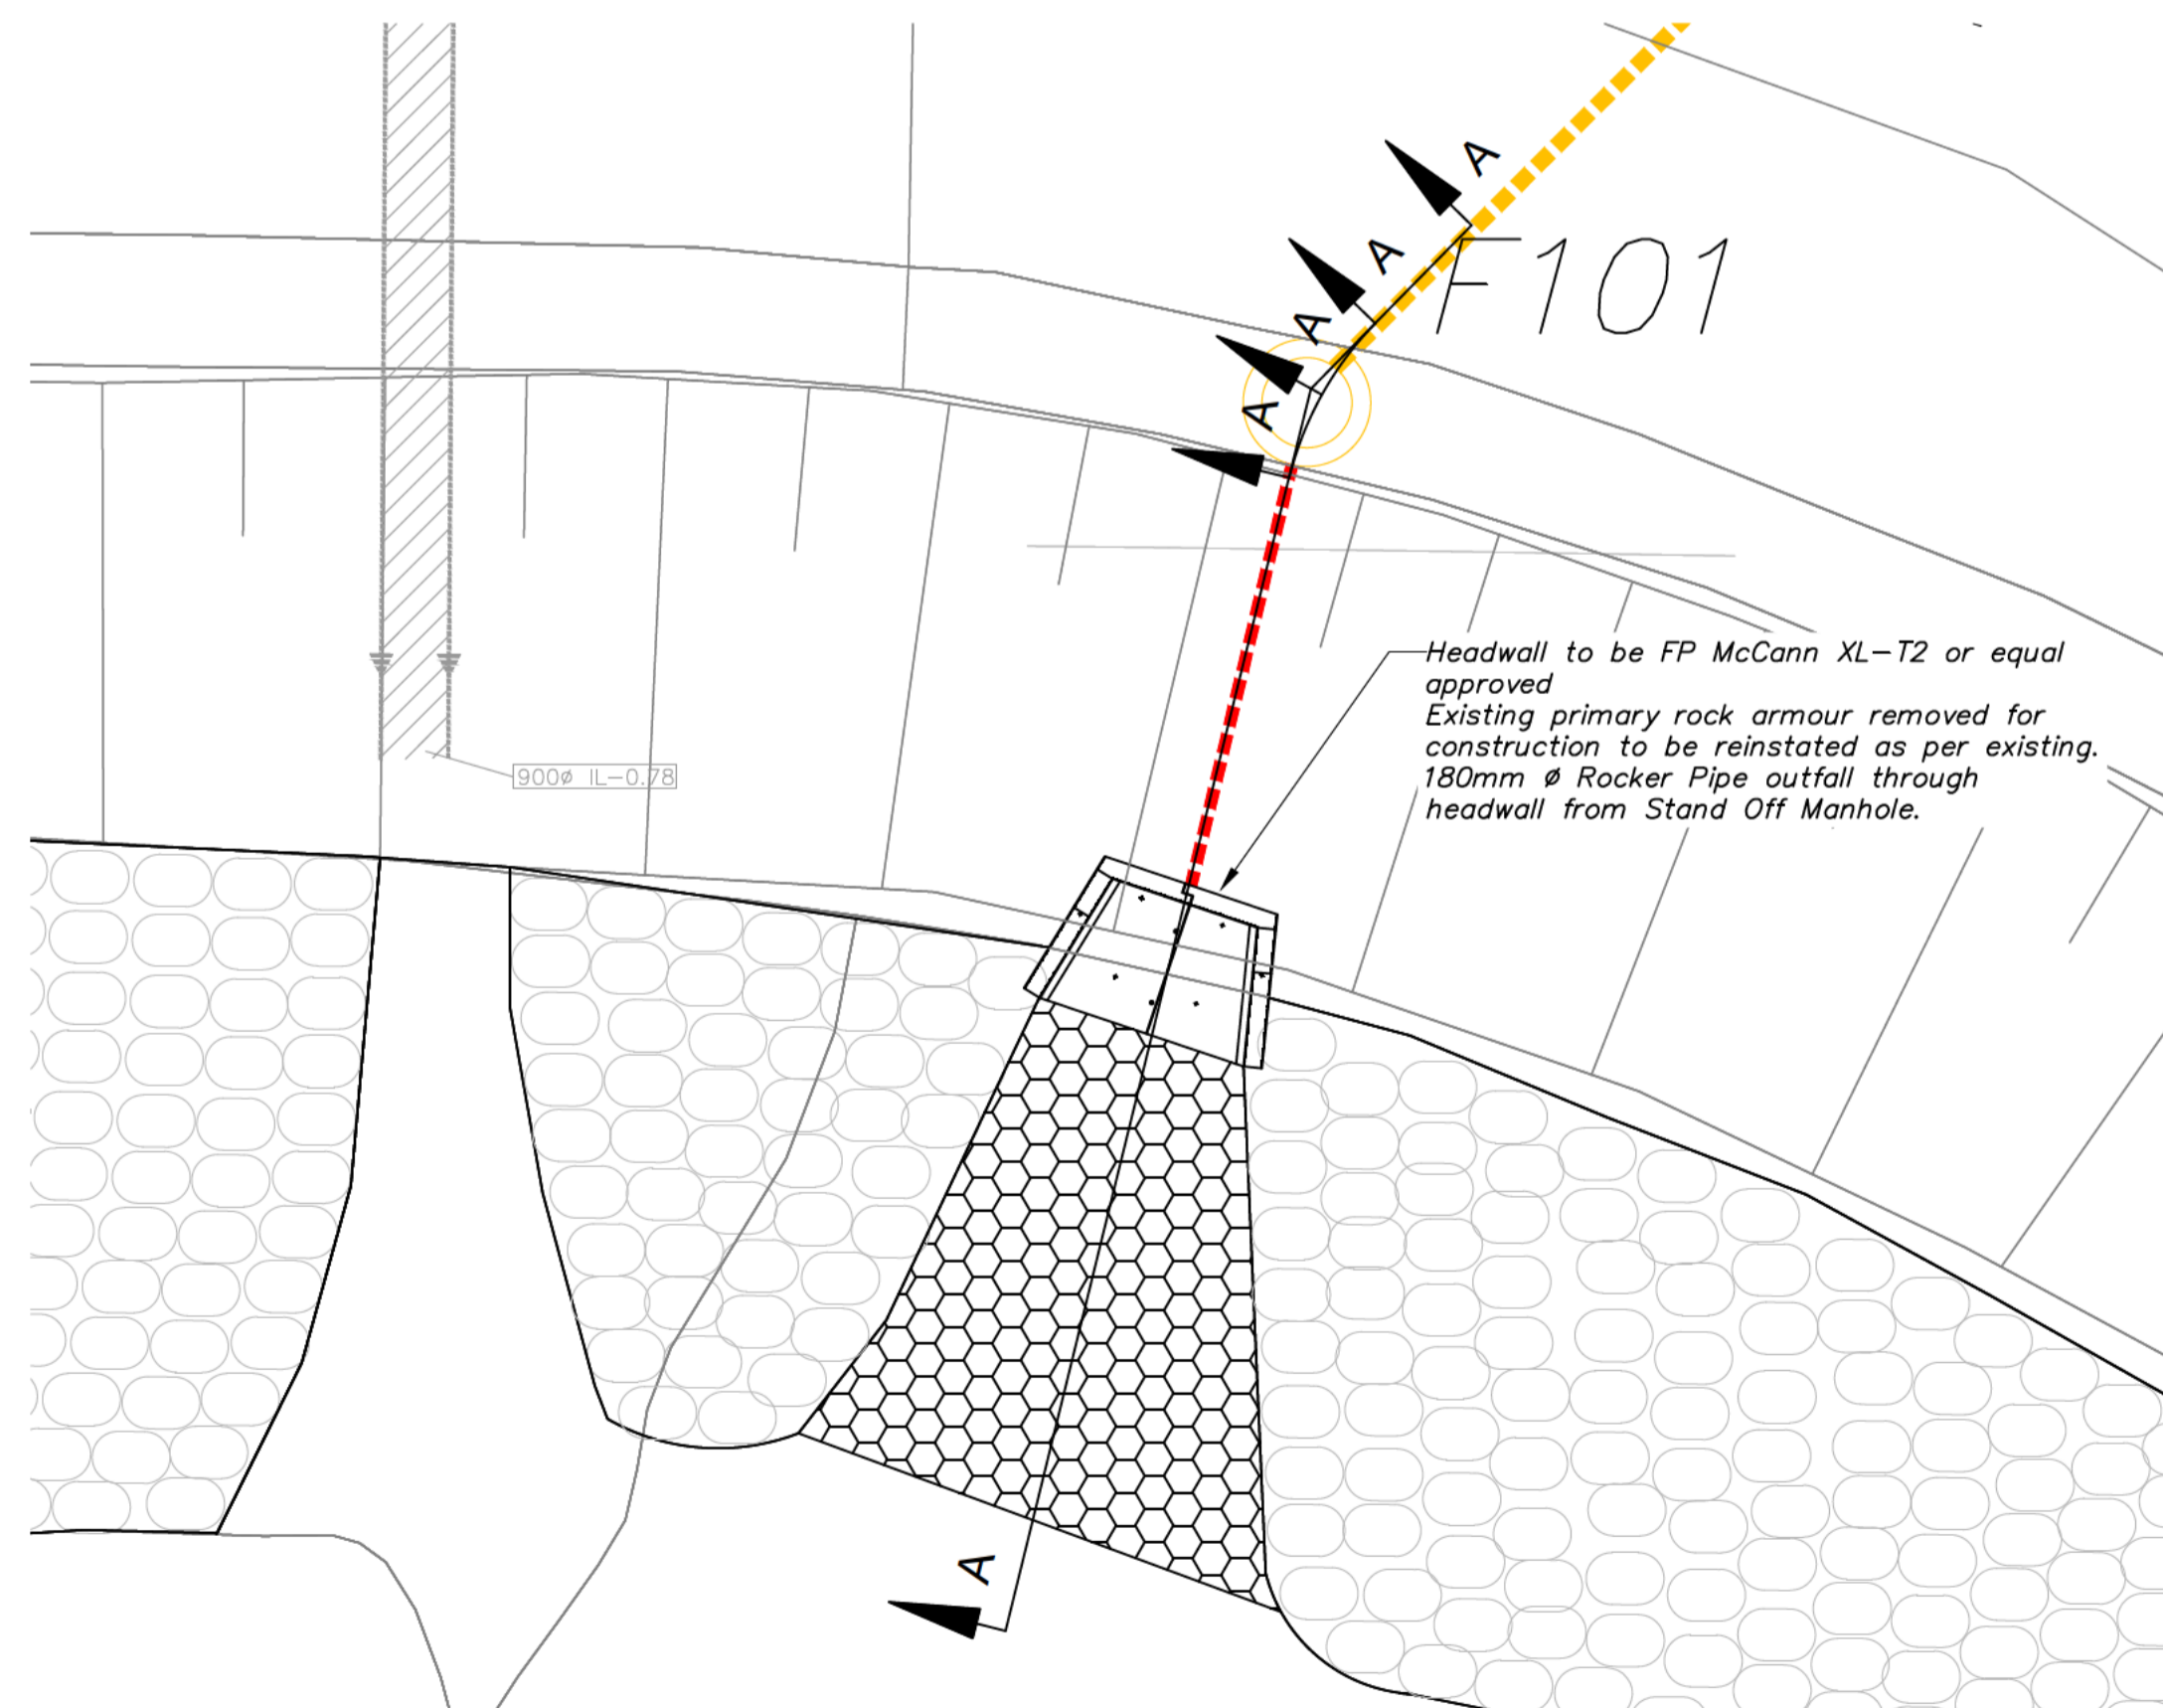 A
A
F101
A
A
Headwall to be FP McCann XL-T2 or equal
approved
Existing primary rock armour removed for
construction to be reinstated as per existing.
180mm ø Rocker Pipe outfall through
headwall from Stand Off Manhole.
900ø IL-0.78
A